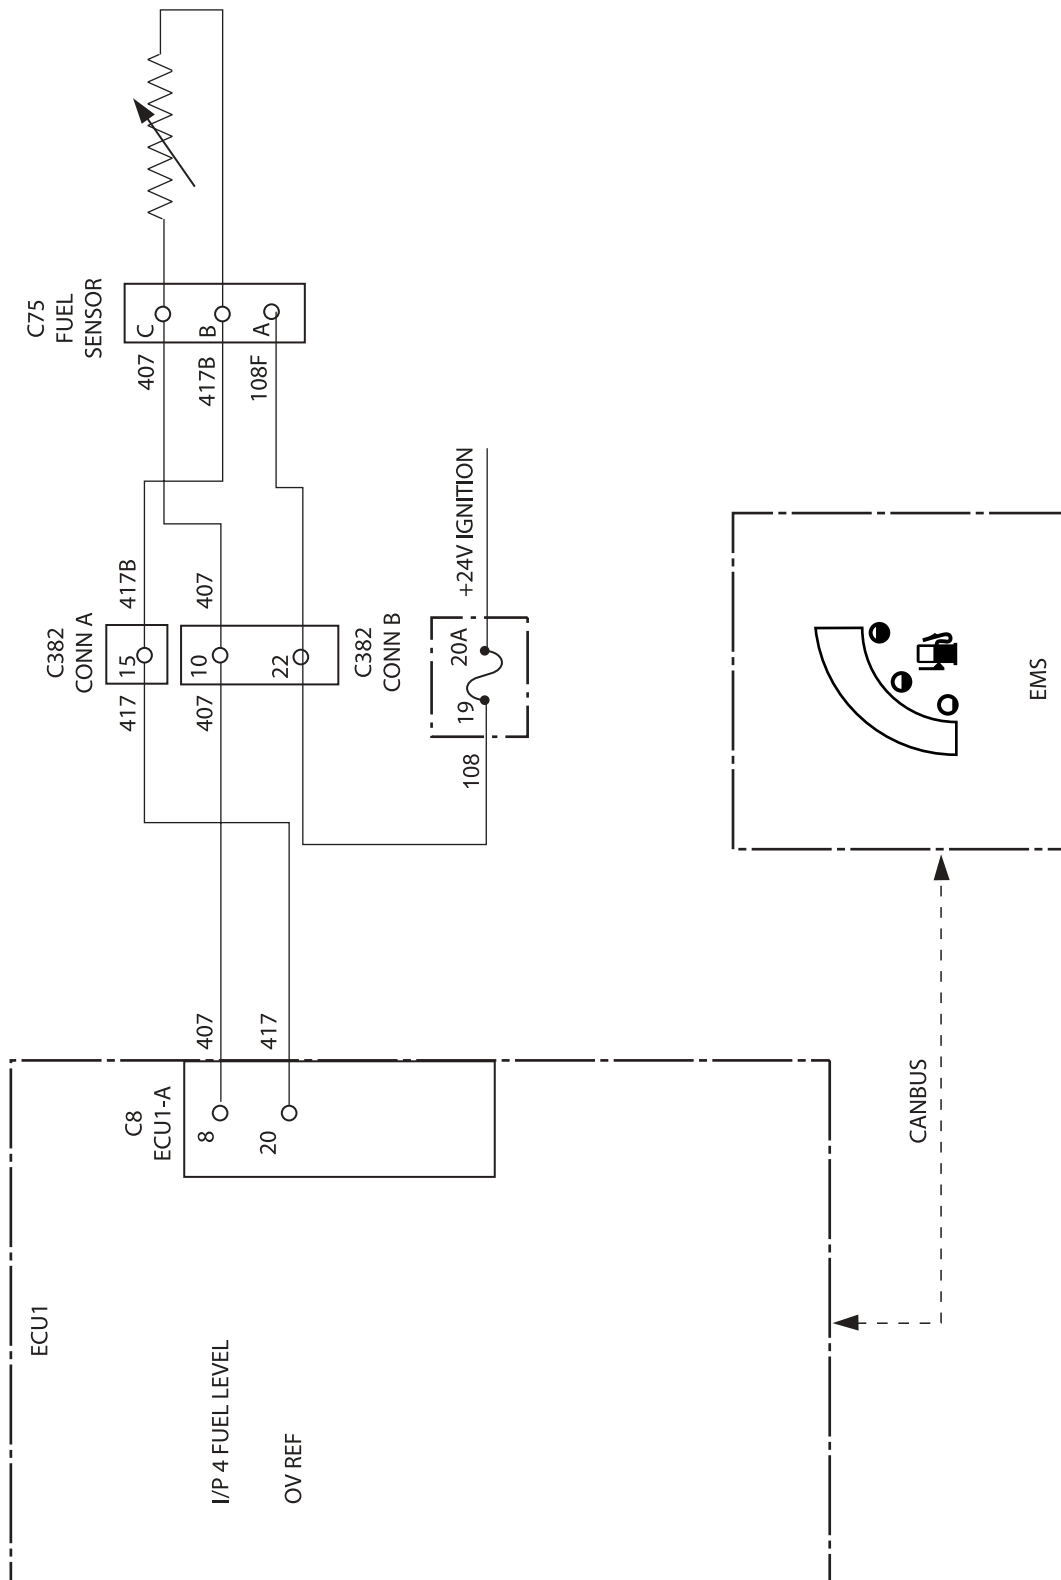 C75
FUEL
SENSOR
C
B
A
407
417B
108F
+24V IGNITION
417B
407
C382
CONN A
15
10
22
C382
CONN B
20A
19
417
407
108
EMS
407
417
C8
ECU1-A
8
20
CANBUS
ECU1
I/P 4 FUEL LEVEL
OV REF